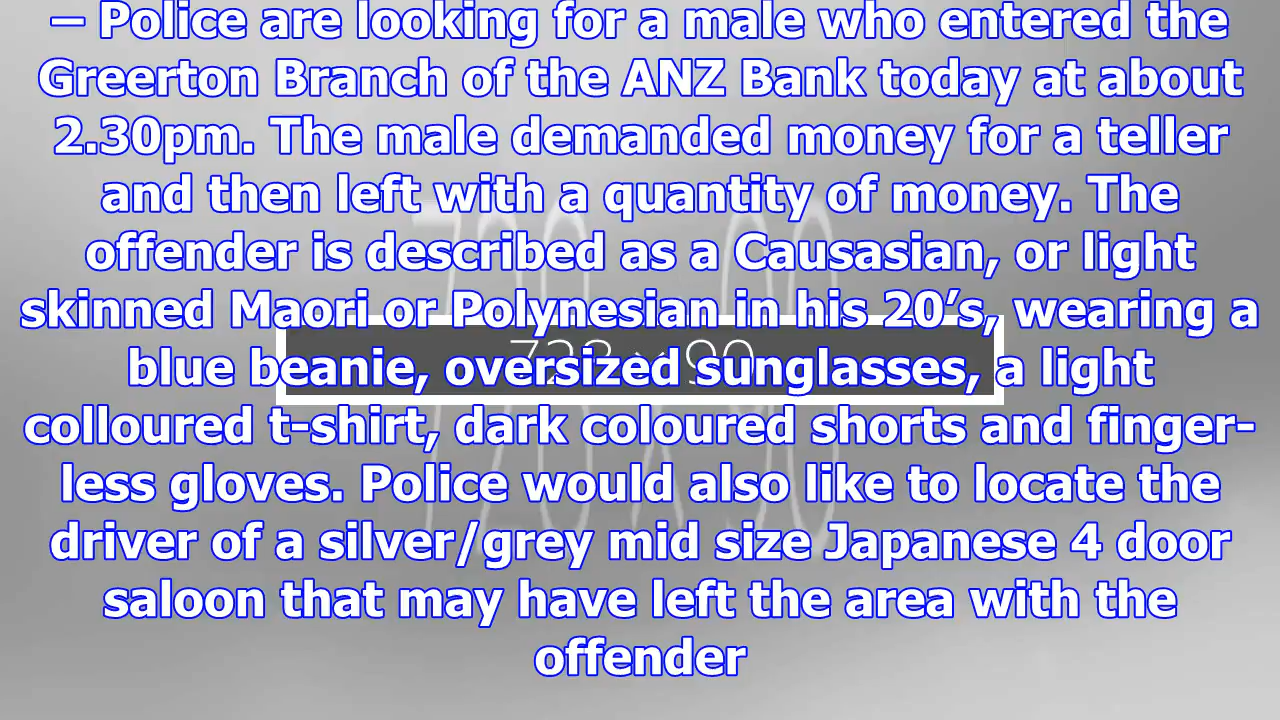 – Police are looking for a male who entered the
Greerton Branch of the ANZ Bank today at about
2.30pm. The male demanded money for a teller
and then left with a quantity of money. The
offender is described as a Causasian, or light
skinned Maori or Polynesian in his 20’s, wearing a
blue beanie, oversized sunglasses, a light
colloured t-shirt, dark coloured shorts and finger-
less gloves. Police would also like to locate the
driver of a silver/grey mid size Japanese 4 door
saloon that may have left the area with the
offender
728 x 90
728 x 90